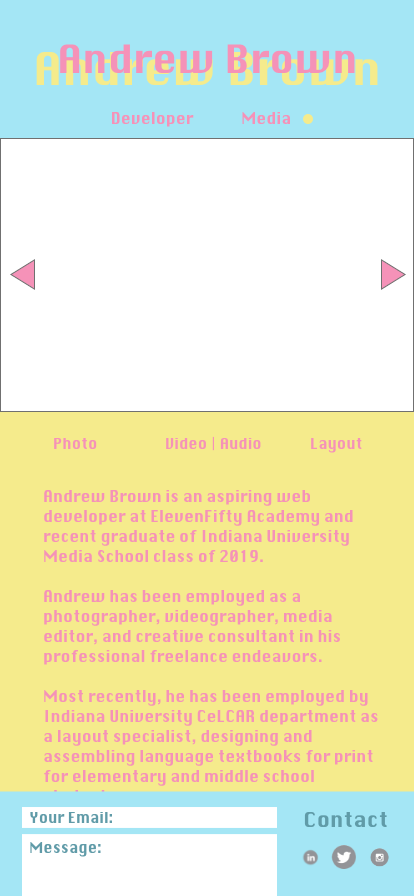 Andrew Brown
Developer Media
Photo Video | Audio Layout
Andrew Brown is an aspiring web
developer at ElevenFifty Academy and
recent graduate of Indiana University
Media School class of 2019.
Andrew has been employed as a
photographer, videographer, media
editor, and creative consultant in his
professional freelance endeavors.
Most recently, he has been employed by
Indiana University CeLCAR department as
a layout specialist, designing and
assembling language textbooks for print
for elementary and middle school
Your Email:
Message:
Contact
in